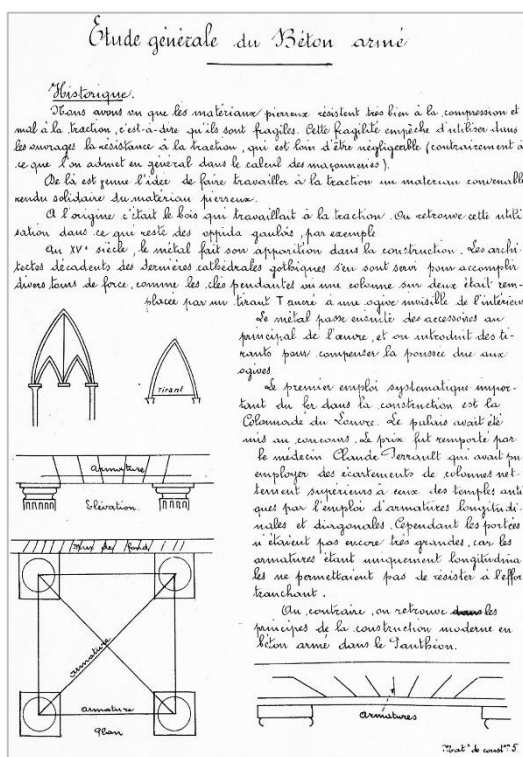 Etude générale du Béton armé
Historique.
Nous avons vu que les matériaux pierreux résistent très bien à la compression et
mal à la traction, c'est-à-dire qu'ils sont fragiles. Cette fragilité empêche d'utiliser dans
les ouvrages la résistance à la traction, qui est loin d'être négligeable (contrairement à
ce que l'on admet en général dans le calcul des maçonneries).
De là est venue l'idée de faire travailler à la traction un materiau convenable
rendu solidaire du matériau pierreux.
A l'origine c'était le bois qui travaillait à la traction. On retrouve cette utili
sation dans ce qui reste des oppida gaulois, par exemple
Au XVe siècle, le métal fait son apparition dans la construction. Les archi
tectes décadents des dernières cathédrales gothiques s'en sont servi pour accomplir
divers tours de force, comme les clés pendantes où une colonne sur deux était rem-
placée par un tirant T ancré à une ogive invisible de l'intérieur
Le métal passe ensuite des accessoires au
principal de l'œuvre, et on introduit des ti-
rants pour compenser la poussée due aux
ogives
Tirant
Le premier emploi systématique impor-
tant du fer dans la construction est la
Colonnade du Louvre. Le palais avait été
mis au concours. Le prix fut remporté par
le médecin Claude Perrault qui avait pu
employer des écartements de colonnes net-
tement supérieurs à ceux des temples anti
ques par l'emploi d'armatures longitudi-
nales et diagonales. Cependant les portées
n'étaient pas encore très grandes, car les
armatures étant uniquement longitudina
les ne permettaient pas de résister à l'effort
tranchant.
Au contraire, on retrouve les
principes de la construction moderne en
béton armé dans le Panthéon.
armature
Elévation.
Mur de fond
armature
armature
Plan
armatures
Mat. de const. 5